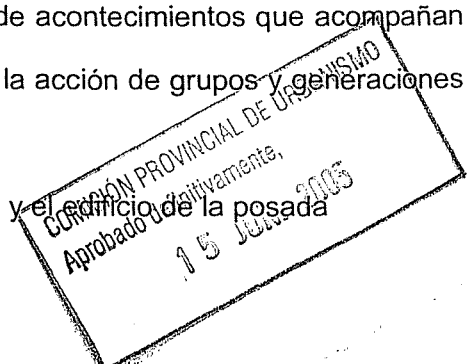 de acontecimientos que acompañan
la acción de grupos y generaciones
y el edificio de la posada
COMISIÓN PROVINCIAL DE URBANISMO
Aprobado definitivamente,
15 JUN. 2005